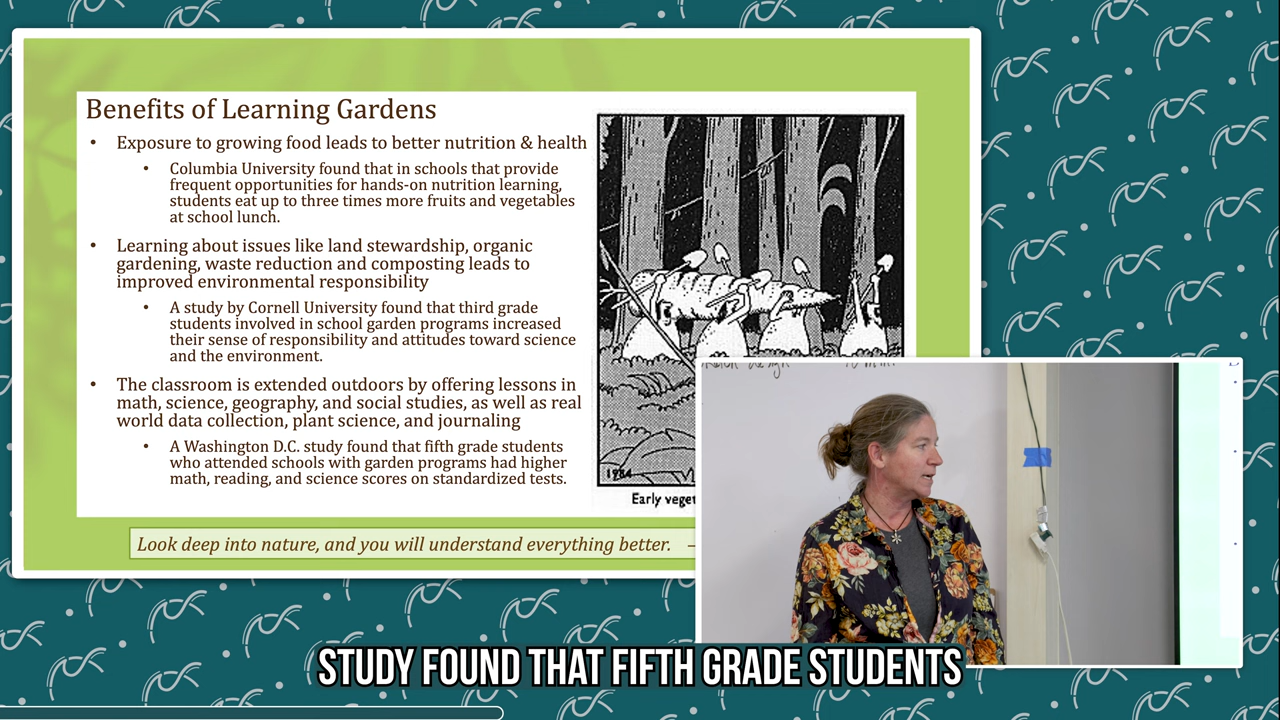 Benefits of Learning Gardens
• Exposure to growing food leads to better nutrition & health
• Columbia University found that in schools that provide
frequent opportunities for hands-on nutrition learning,
students eat up to three times more fruits and vegetables
at school lunch.
• Learning about issues like land stewardship, organic
gardening, waste reduction and composting leads to
improved environmental responsibility
• A study by Cornell University found that third grade
students involved in school garden programs increased
their sense of responsibility and attitudes toward science
and the environment.
• The classroom is extended outdoors by offering lessons in
math, science, geography, and social studies, as well as real
world data collection, plant science, and journaling
• A Washington D.C. study found that fifth grade students
who attended schools with garden programs had higher
math, reading, and science scores on standardized tests.
1984
Early veget
Look deep into nature, and you will understand everything better. –
STUDY FOUND THAT FIFTH GRADE STUDENTS